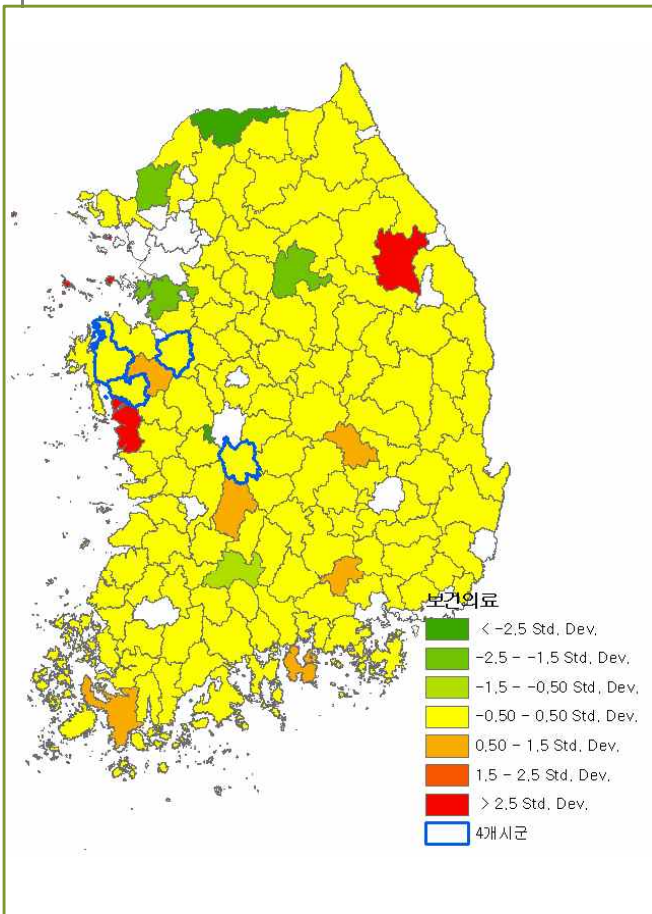 보건의료
< -2.5 Std. Dev.
-2.5 - -1.5 Std. Dev.
-1.5 - -0.50 Std. Dev.
-0.50 - 0.50 Std. Dev.
0.50 - 1.5 Std. Dev.
1.5 - 2.5 Std. Dev.
> 2.5 Std. Dev.
4개시군